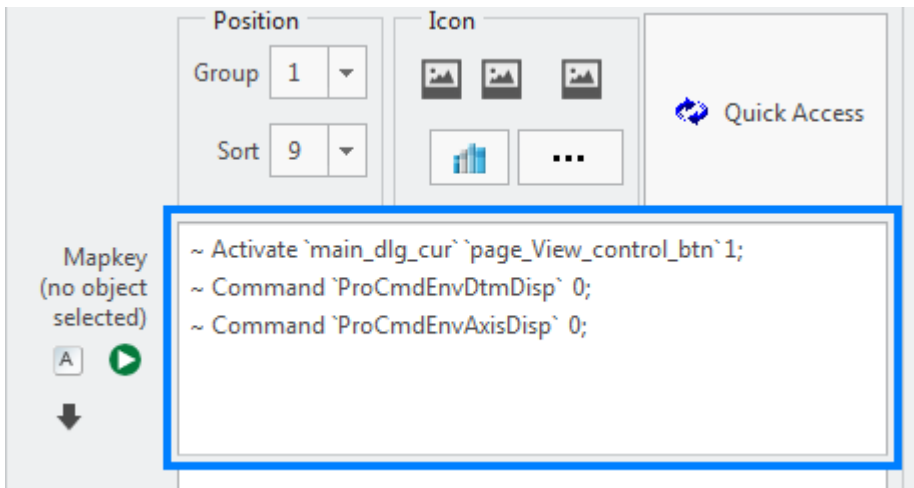 Position
Icon
Group 1
Quick Access
Sort 9
...
Mapkey
(no object
selected)
A
~ Activate `main_dlg_cur` `page_View_control_btn` 1;
~ Command `ProCmdEnvDtmDisp` 0;
~ Command `ProCmdEnvAxisDisp` 0;